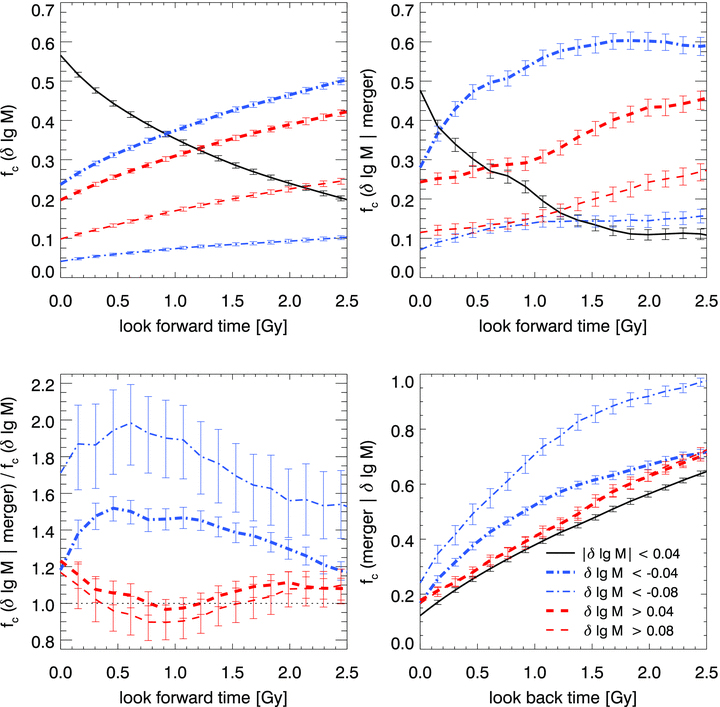 0.7
0.6
0.5
0.4
0.3
0.2
0.1
0.0
f_c (δ lg M)
0.0 0.5 1.0 1.5 2.0 2.5
look forward time [Gy]
0.7
0.6
0.5
0.4
0.3
0.2
0.1
0.0
f_c (δ lg M | merger)
0.0 0.5 1.0 1.5 2.0 2.5
look forward time [Gy]
2.2
2.0
1.8
1.6
1.4
1.2
1.0
0.8
f_c (δ lg M | merger) / f_c (δ lg M)
0.0 0.5 1.0 1.5 2.0 2.5
look forward time [Gy]
1.0
0.8
0.6
0.4
0.2
0.0
f_c (merger | δ lg M)
|δ lg M| < 0.04
δ lg M < -0.04
δ lg M < -0.08
δ lg M > 0.04
δ lg M > 0.08
0.0 0.5 1.0 1.5 2.0 2.5
look back time [Gy]